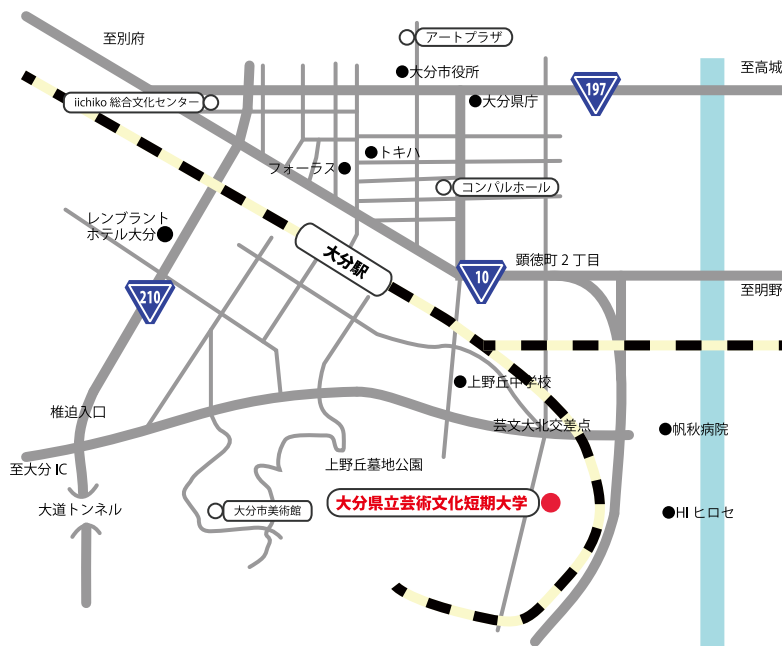 至別府
アートプラザ
大分市役所
至高城
197
iichiko 総合文化センター
大分県庁
トキハ
フォーラス
コンパルホール
レンブラント
ホテル大分
大分駅
顕徳町2丁目
10
210
至明野
上野丘中学校
椎迫入口
芸文大北交差点
帆秋病院
至大分 IC
上野丘墓地公園
大道トンネル
大分市美術館
大分県立芸術文化短期大学
HI ヒロセ